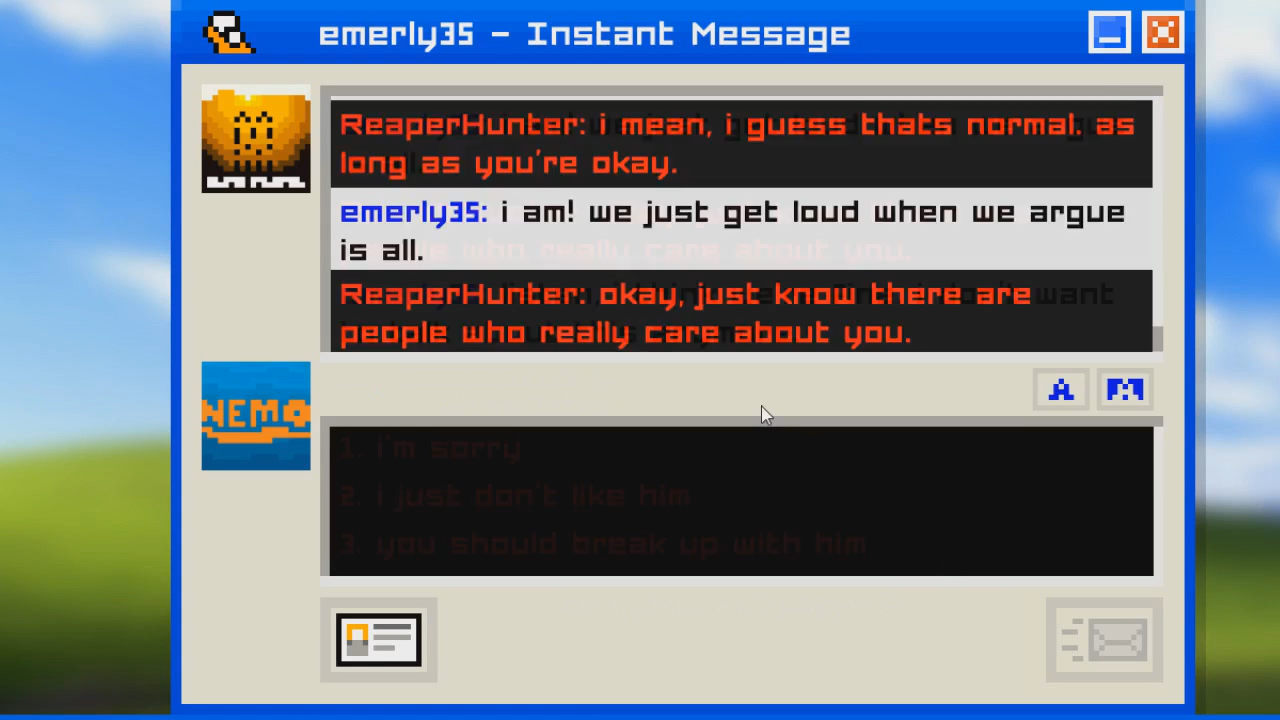 emerly35 - Instant Message
ReaperHunter: i mean, i guess thats normal. as
long as you're okay.
emerly35: i am! we just get loud when we argue
is all.
ReaperHunter: okay, just know there are
people who really care about you.
NEMO
A
1. i'm sorry
2. i just don't like him
3. you should break up with him